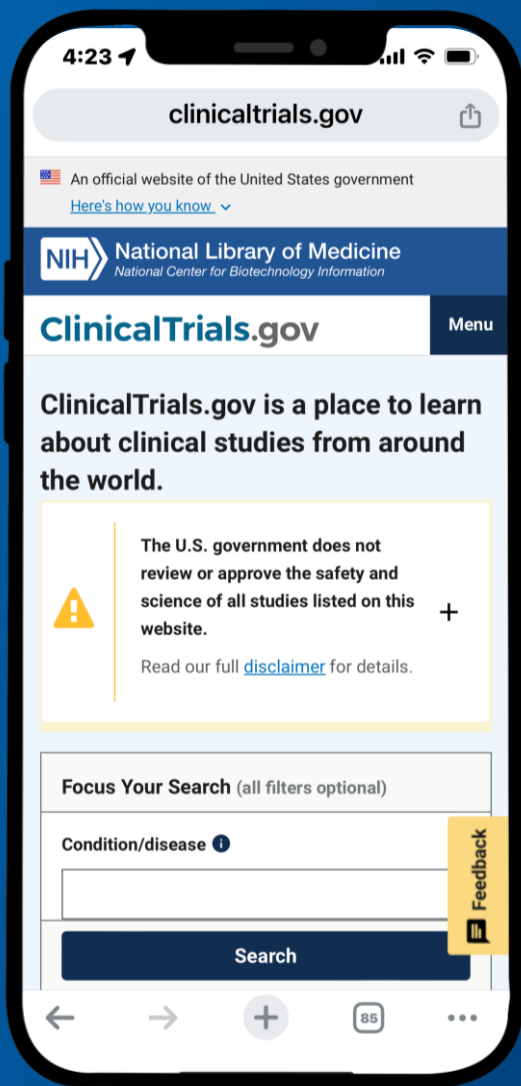 4:23
clinicaltrials.gov
An official website of the United States government
Here's how you know
NIH
National Library of Medicine
National Center for Biotechnology Information
ClinicalTrials.gov
Menu
ClinicalTrials.gov is a place to learn
about clinical studies from around
the world.
The U.S. government does not
review or approve the safety and
science of all studies listed on this
website.
+
Read our full disclaimer for details.
Focus Your Search (all filters optional)
Condition/disease
Feedback
Search
85